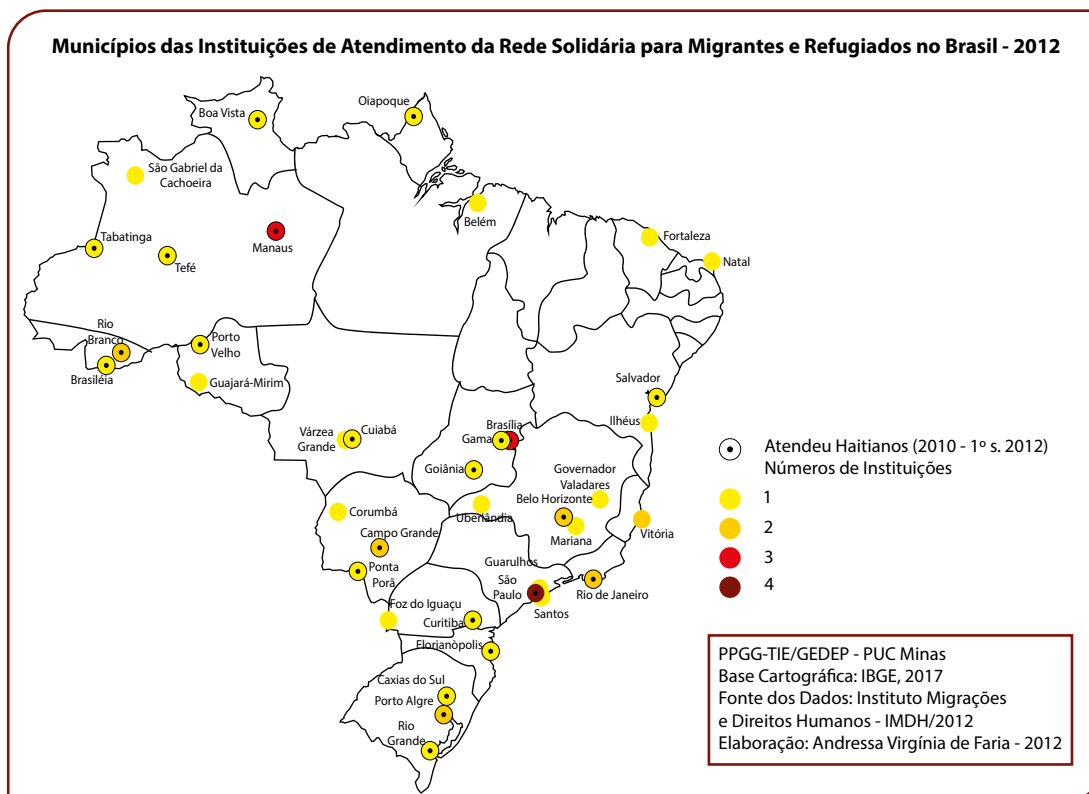 Municípios das Instituições de Atendimento da Rede Solidária para Migrantes e Refugiados no Brasil - 2012
Oiapoque
Boa Vista
São Gabriel da
Cachoeira
Belém
Manaus
Fortaleza
Tabatinga
Tefé
Natal
Rio
Branco
Porto
Velho
Brasiléia
Guajará-Mirim
Salvador
Ilhéus
Várzea
Grande
Cuiabá
Brasília
Gama
Goiânia
Governador
Valadares
Belo Horizonte
Uberlândia
Mariana
Vitória
Corumbá
Campo Grande
Ponta
Porã
Guarulhos
São
Paulo
Santos
Rio de Janeiro
Foz do Iguaçu
Curitiba
Florianòpolis
Caxias do Sul
Porto Algre
Rio
Grande
Atendeu Haitianos (2010 - 1º s. 2012)
Números de Instituições
1
2
3
4
PPGG-TIE/GEDEP - PUC Minas
Base Cartográfica: IBGE, 2017
Fonte dos Dados: Instituto Migrações
e Direitos Humanos - IMDH/2012
Elaboração: Andressa Virgínia de Faria - 2012